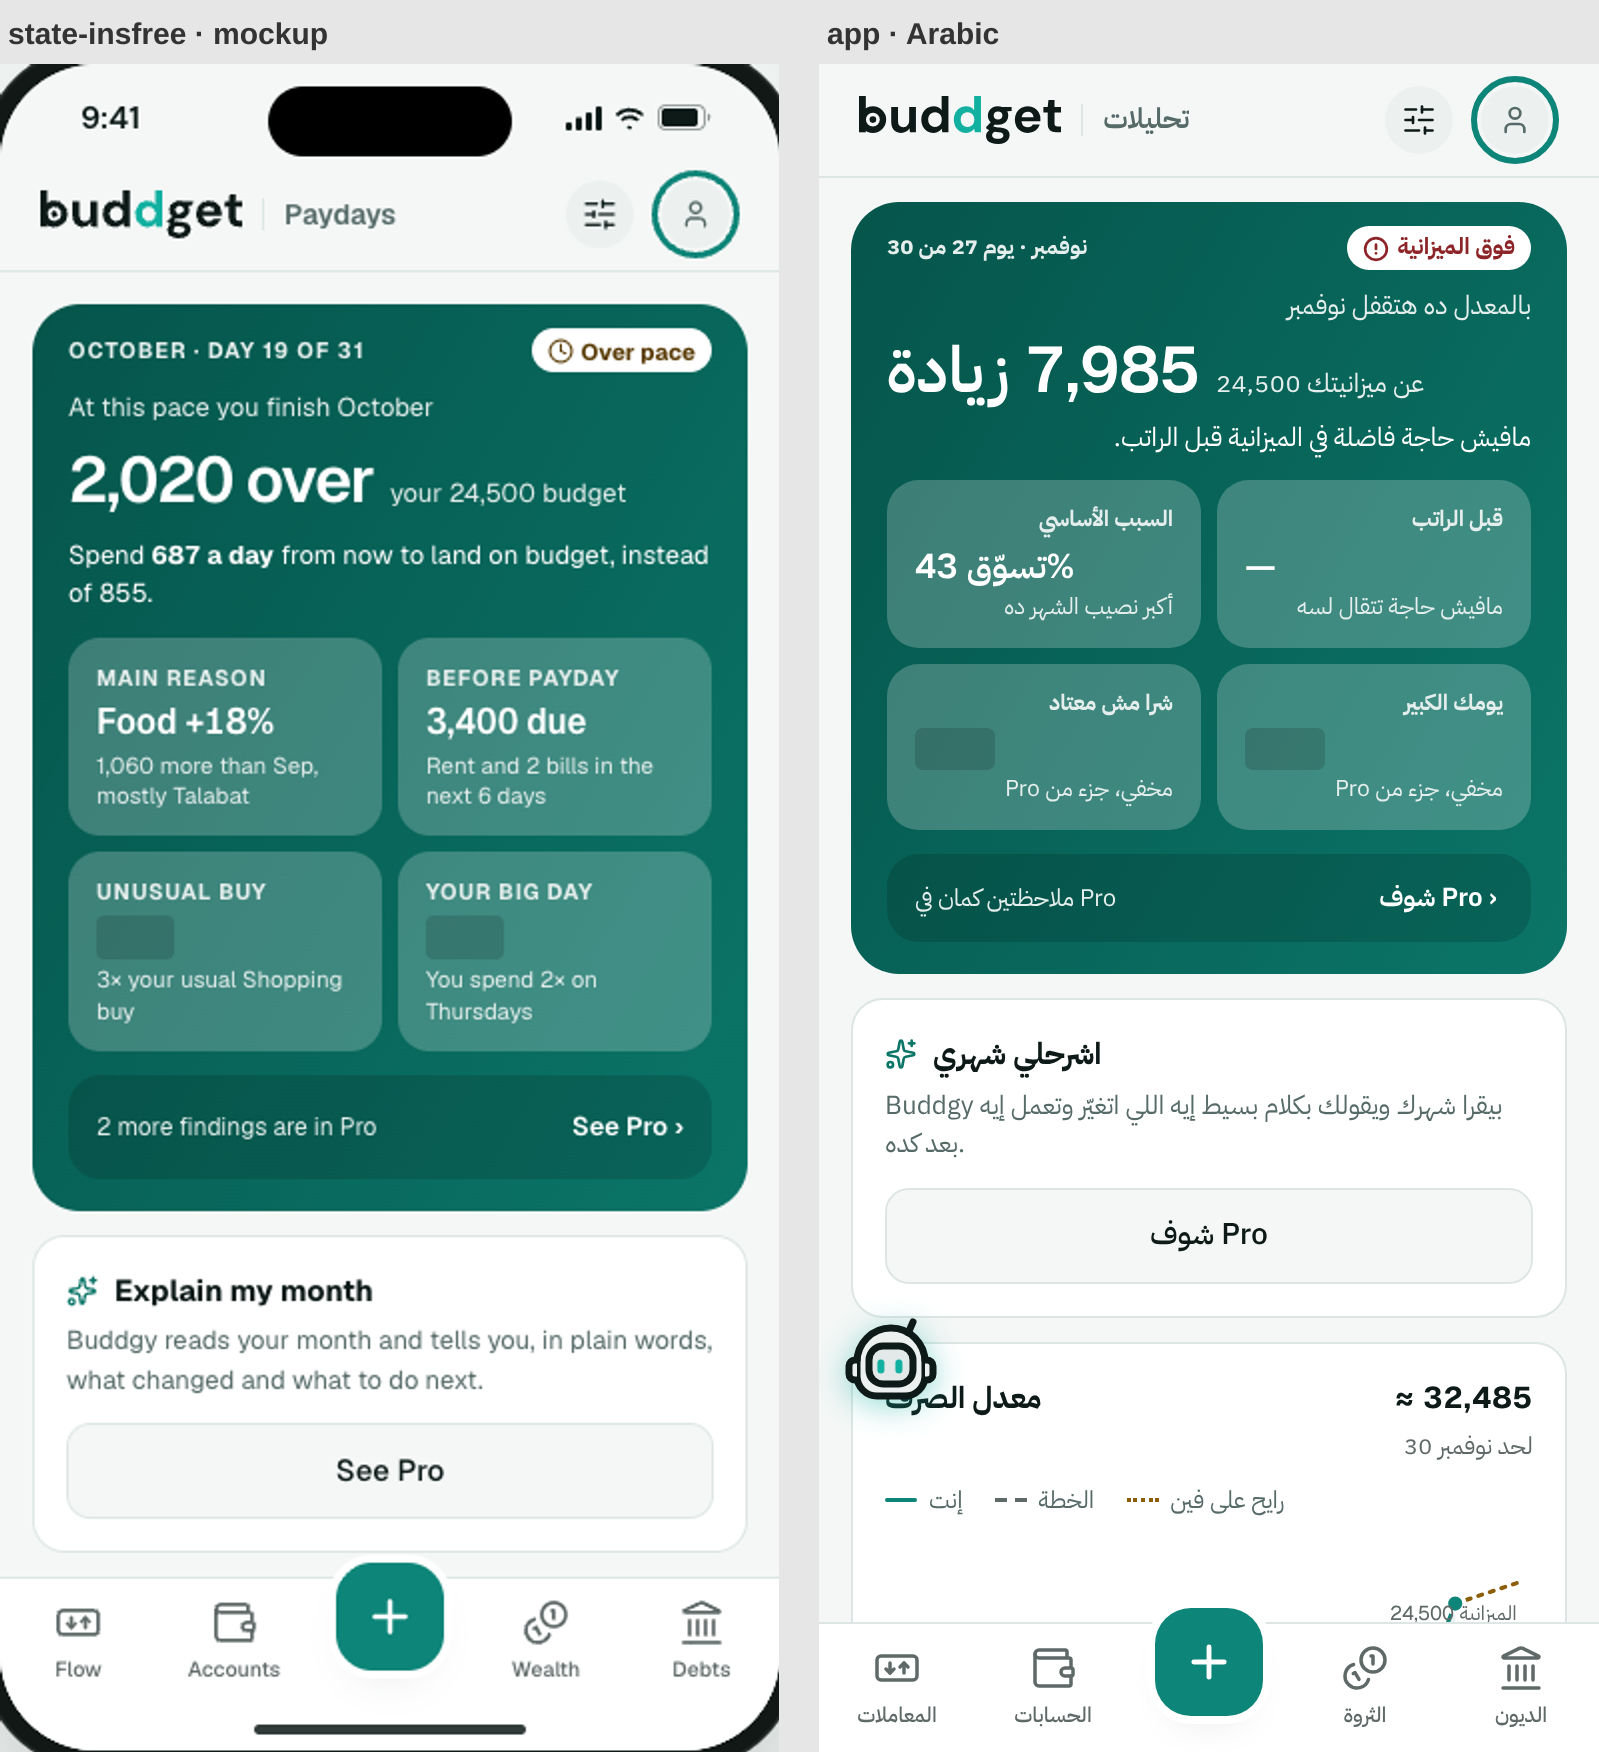 state-insfree · mockup
9:41
buddget
Paydays
OCTOBER · DAY 19 OF 31
Over pace
At this pace you finish October
2,020 over your 24,500 budget
Spend 687 a day from now to land on budget, instead
of 855.
MAIN REASON
Food +18%
1,060 more than Sep,
mostly Talabat
BEFORE PAYDAY
3,400 due
Rent and 2 bills in the
next 6 days
UNUSUAL BUY
3× your usual Shopping
buy
YOUR BIG DAY
You spend 2× on
Thursdays
2 more findings are in Pro
See Pro ›
Explain my month
Buddgy reads your month and tells you, in plain words,
what changed and what to do next.
See Pro
Flow
Accounts
Wealth
Debts
app · Arabic
buddget
تحليلات
نوفمبر · يوم 27 من 30
فوق الميزانية
بالمعدل ده هتقفل نوفمبر
7,985 زيادة
عن ميزانيتك 24,500
مافيش حاجة فاضلة في الميزانية قبل الراتب.
السبب الأساسي
تسوّق 43%
أكبر نصيب الشهر ده
قبل الراتب
—
مافيش حاجة تتقال لسه
شرا مش معتاد
مخفي، جزء من Pro
يومك الكبير
مخفي، جزء من Pro
ملاحظتين كمان في Pro
شوف Pro ›
اشرحلي شهري
Buddgy بيقرا شهرك ويقولك بكلام بسيط إيه اللي اتغيّر وتعمل إيه
بعد كده.
شوف Pro
معدل الصرف
≈ 32,485
لحد نوفمبر 30
إنت
الخطة
رايح على فين
الميزانية 24,500
المعاملات
الحسابات
الثروة
الديون